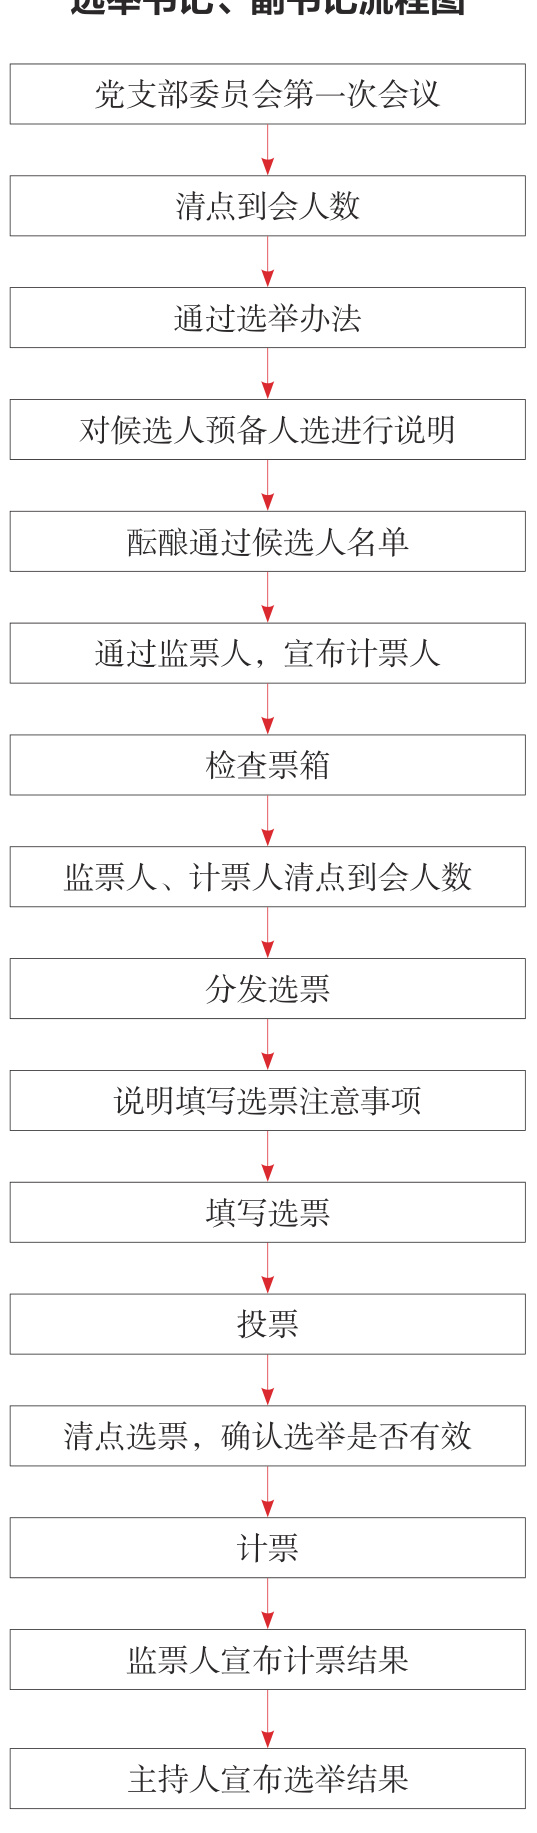 选举书记、副书记流程图
党支部委员会第一次会议
清点到会人数
通过选举办法
对候选人预备人选进行说明
酝酿通过候选人名单
通过监票人，宣布计票人
检查票箱
监票人、计票人清点到会人数
分发选票
说明填写选票注意事项
填写选票
投票
清点选票，确认选举是否有效
计票
监票人宣布计票结果
主持人宣布选举结果